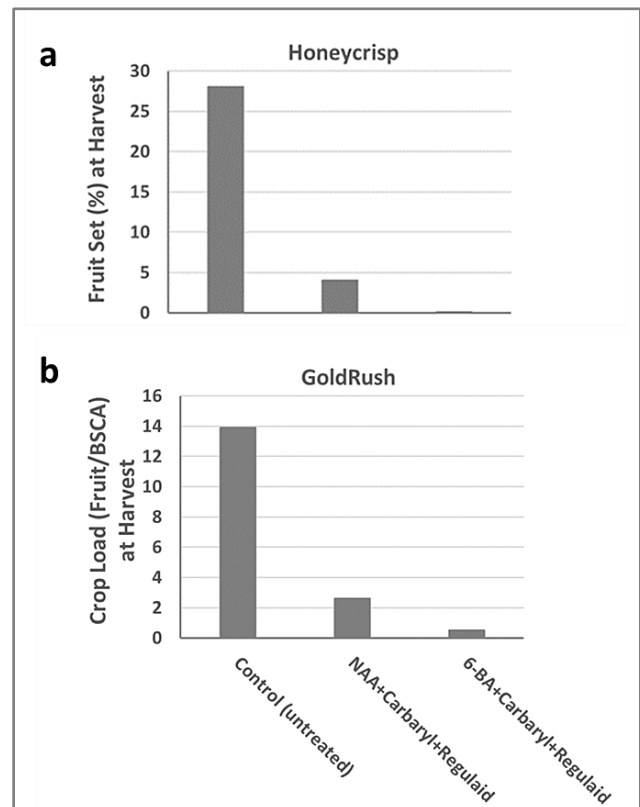 a
Honeycrisp
Fruit Set (%) at Harvest
30
25
20
15
10
5
0
b
GoldRush
Crop Load (Fruit/BSCA)
at Harvest
16
14
12
10
8
6
4
2
0
Control (untreated)
NAA+Carbaryl+Regulaid
6-BA+Carbaryl+Regulaid